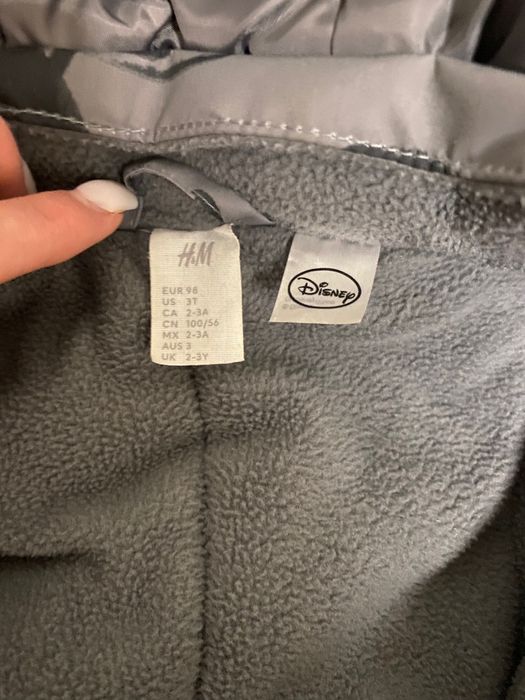 H&M
EUR 98
US 3T
CA 2-3A
CN 100/56
MX 2-3A
AUS 3
UK 2-3Y
Disney